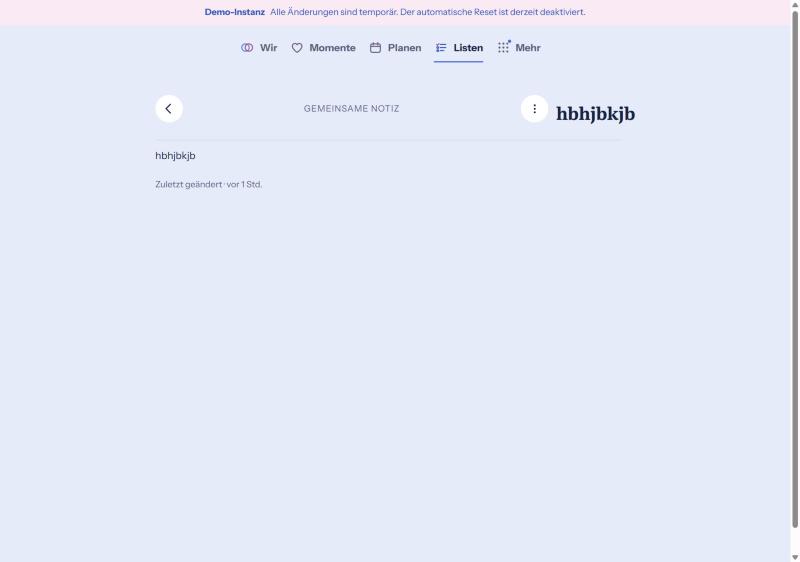 Demo-Instanz Alle Änderungen sind temporär. Der automatische Reset ist derzeit deaktiviert.
Wir Momente Planen Listen Mehr
GEMEINSAME NOTIZ
hbhjbkjb
hbhjbkjb
Zuletzt geändert · vor 1 Std.